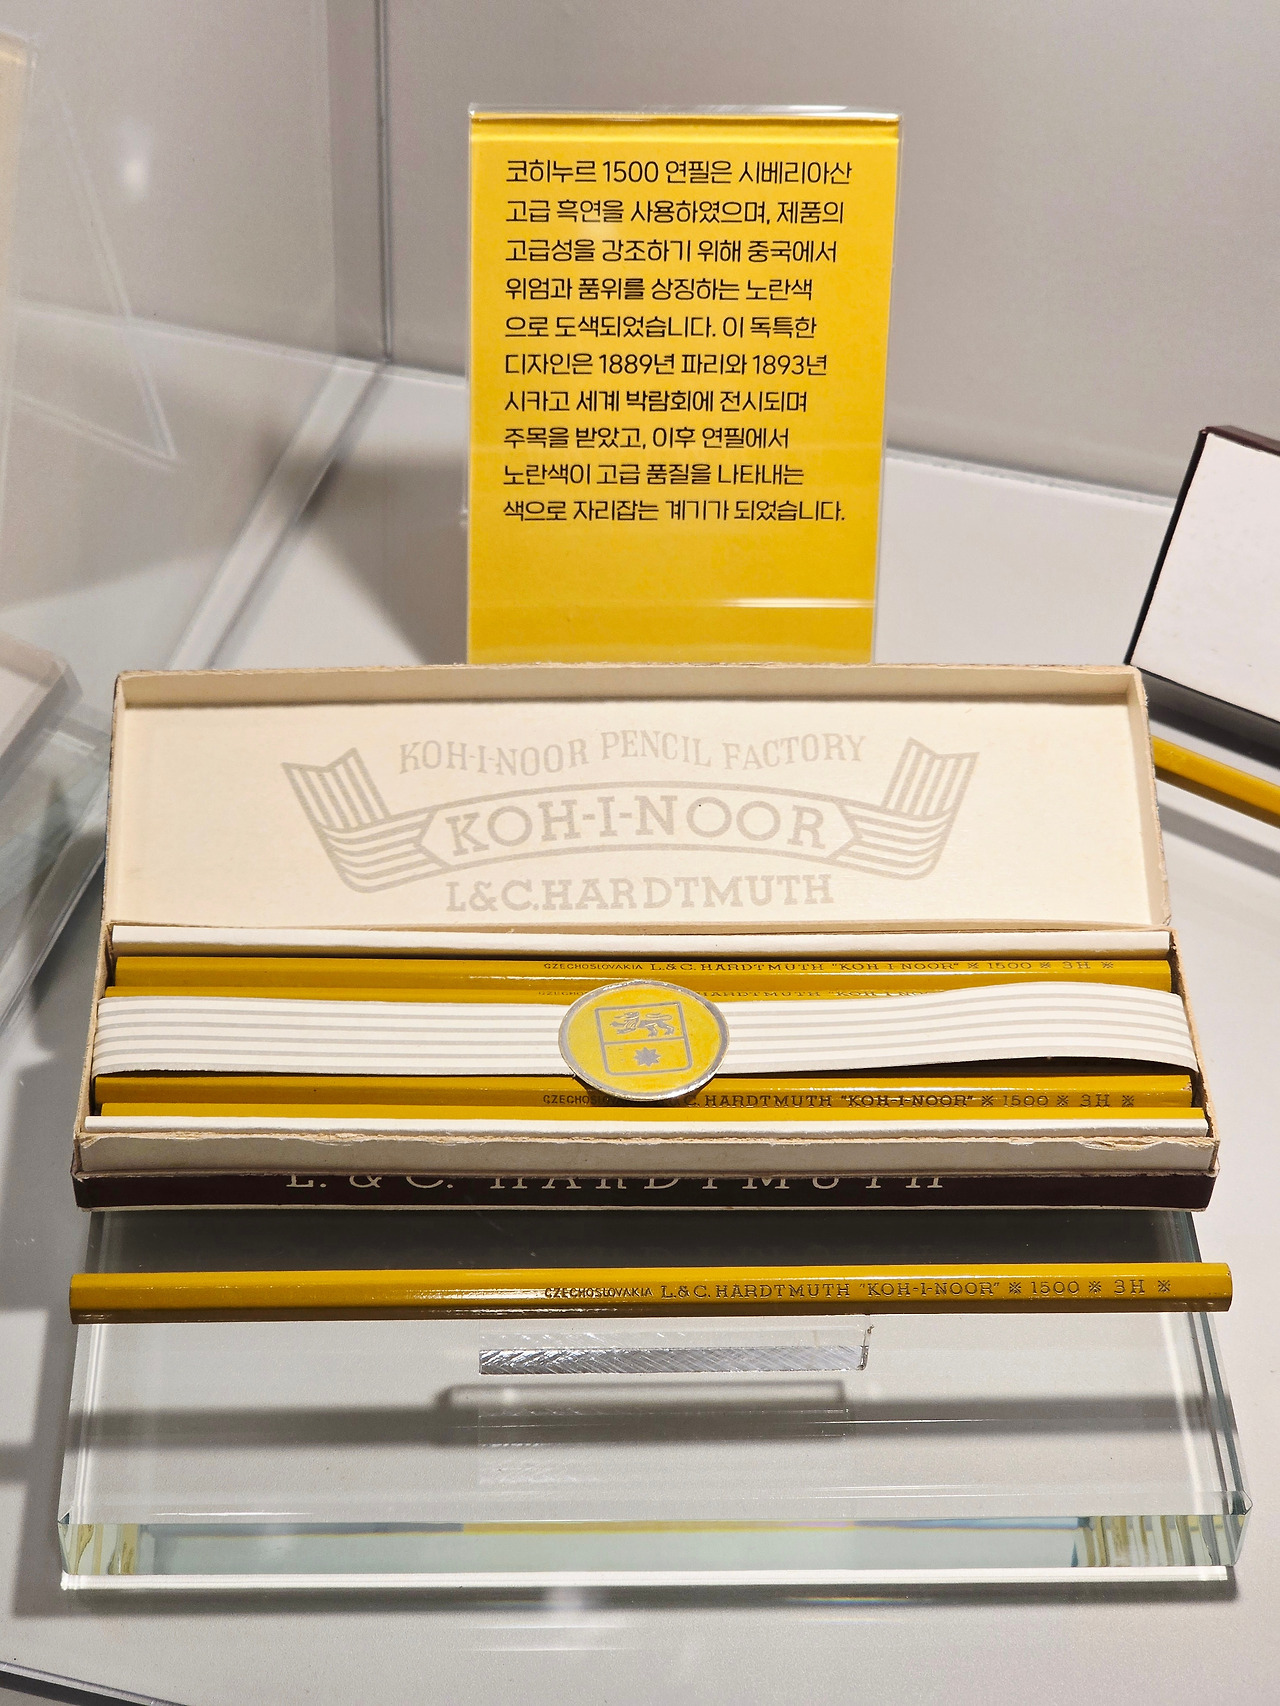 코히누르 1500 연필은 시베리아산
고급 흑연을 사용하였으며, 제품의
고급성을 강조하기 위해 중국에서
위엄과 품위를 상징하는 노란색
으로 도색되었습니다. 이 독특한
디자인은 1889년 파리와 1893년
시카고 세계 박람회에 전시되며
주목을 받았고, 이후 연필에서
노란색이 고급 품질을 나타내는
색으로 자리잡는 계기가 되었습니다.
KOH-I-NOOR PENCIL FACTORY
KOH-I-NOOR
L&C.HARDTMUTH
CZECHOSLOVAKIA L.& C. HARDTMUTH "KOH-I-NOOR" ※ 1500 ※ 3H ※
HARDTMUTH "KOH-I-NOOR
C. HARDTMUTH "KOH-I-NOOR" ※ 1500 ※ 3H ※
L. & C. HARDTMUTH
CZECHOSLOVAKIA L.& C. HARDTMUTH "KOH-I-NOOR" ※ 1500 ※ 3H ※